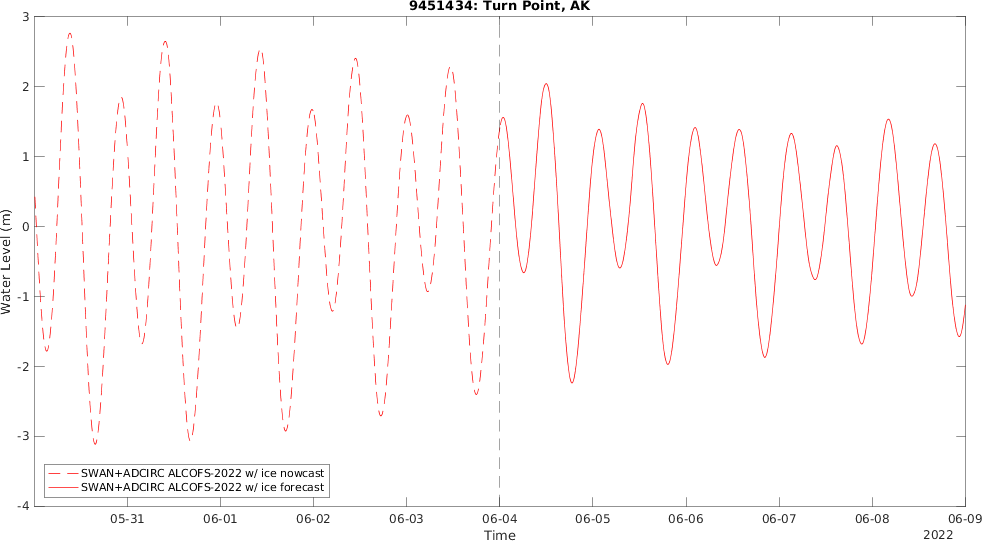 9451434: Turn Point, AK
3
2
1
0
-1
-2
-3
-4
Water Level (m)
SWAN+ADCIRC ALCOFS-2022 w/ ice nowcast
SWAN+ADCIRC ALCOFS-2022 w/ ice forecast
05-31 06-01 06-02 06-03 06-04 06-05 06-06 06-07 06-08 06-09
Time
2022